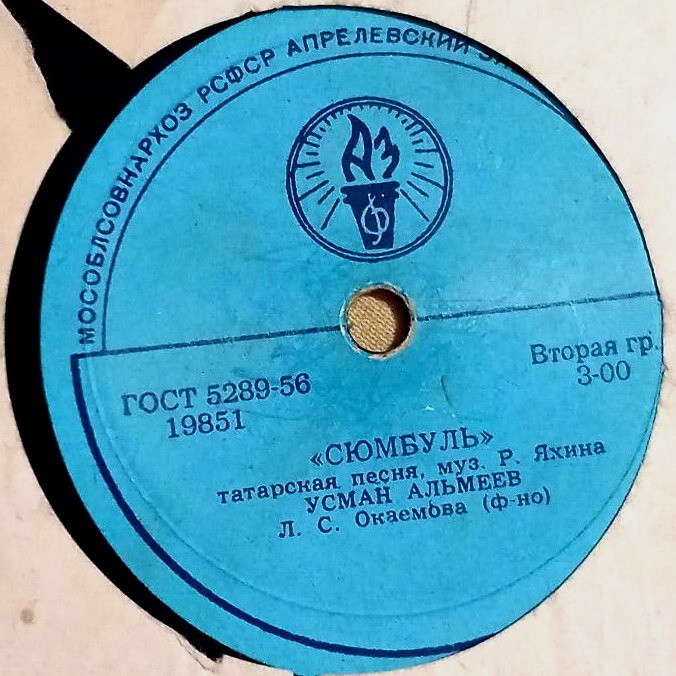 МОСОБЛСОВНАРХОЗ РСФСР АПРЕЛЕВСКИЙ
АЗ
ГОСТ 5289-56
19851
Вторая гр.
3-00
«СЮМБУЛЬ»
татарская песня, муз. Р. Яхина
УСМАН АЛЬМЕЕВ
Л. С. Окаемова (ф-но)